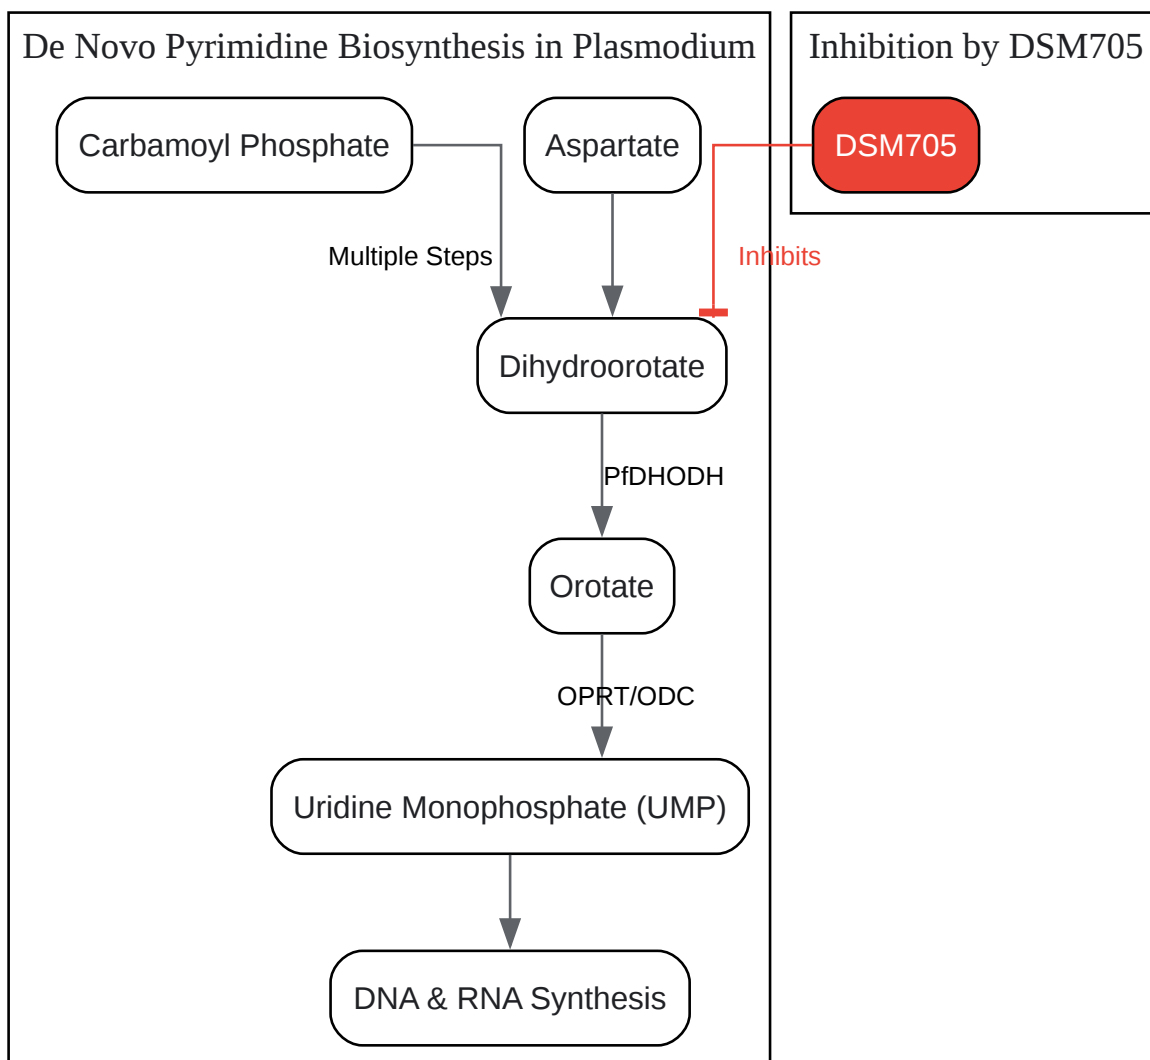 De Novo Pyrimidine Biosynthesis in Plasmodium
Inhibition by DSM705
Carbamoyl Phosphate
Aspartate
DSM705
Multiple Steps
Inhibits
Dihydroorotate
PfDHODH
Orotate
OPRT/ODC
Uridine Monophosphate (UMP)
DNA & RNA Synthesis